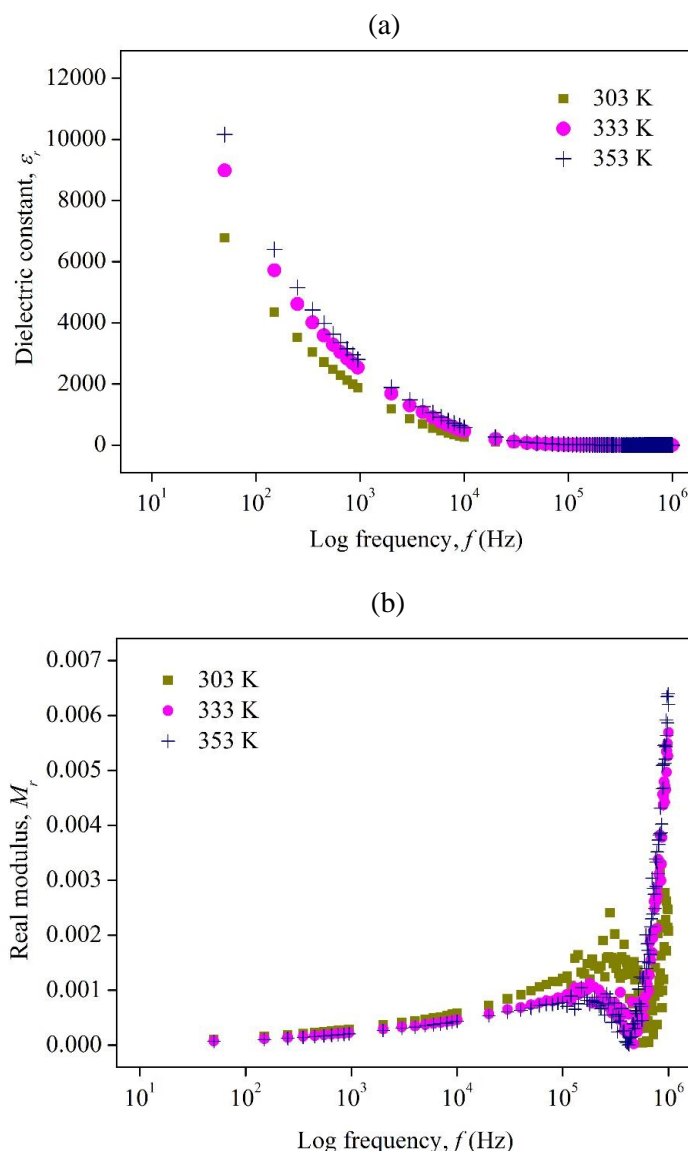 (a)
12000
10000
8000
6000
4000
2000
0
Dielectric constant, εr
303 K
333 K
353 K
10¹ 10² 10³ 10⁴ 10⁵ 10⁶
Log frequency, f (Hz)
(b)
0.007
0.006
0.005
0.004
0.003
0.002
0.001
0.000
Real modulus, Mr
303 K
333 K
353 K
10¹ 10² 10³ 10⁴ 10⁵ 10⁶
Log frequency, f (Hz)